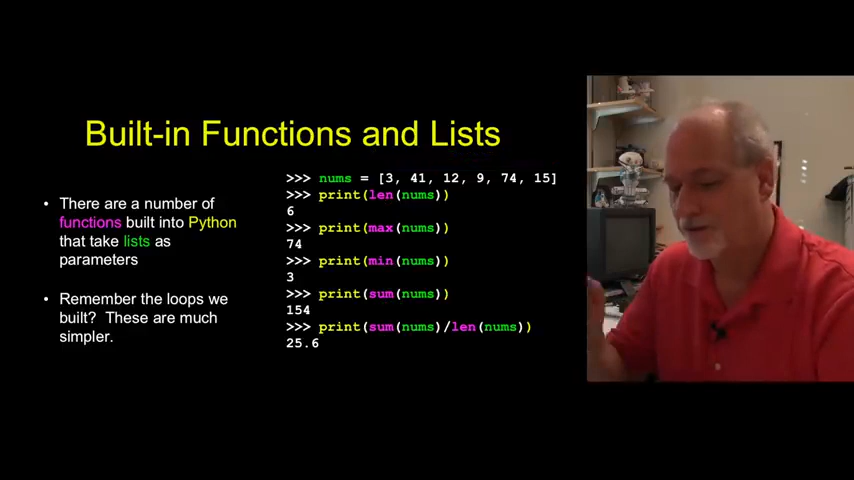 Built-in Functions and Lists
• There are a number of
functions built into Python
that take lists as
parameters
• Remember the loops we
built? These are much
simpler.
>>> nums = [3, 41, 12, 9, 74, 15]
>>> print(len(nums))
6
>>> print(max(nums))
74
>>> print(min(nums))
3
>>> print(sum(nums))
154
>>> print(sum(nums)/len(nums))
25.6